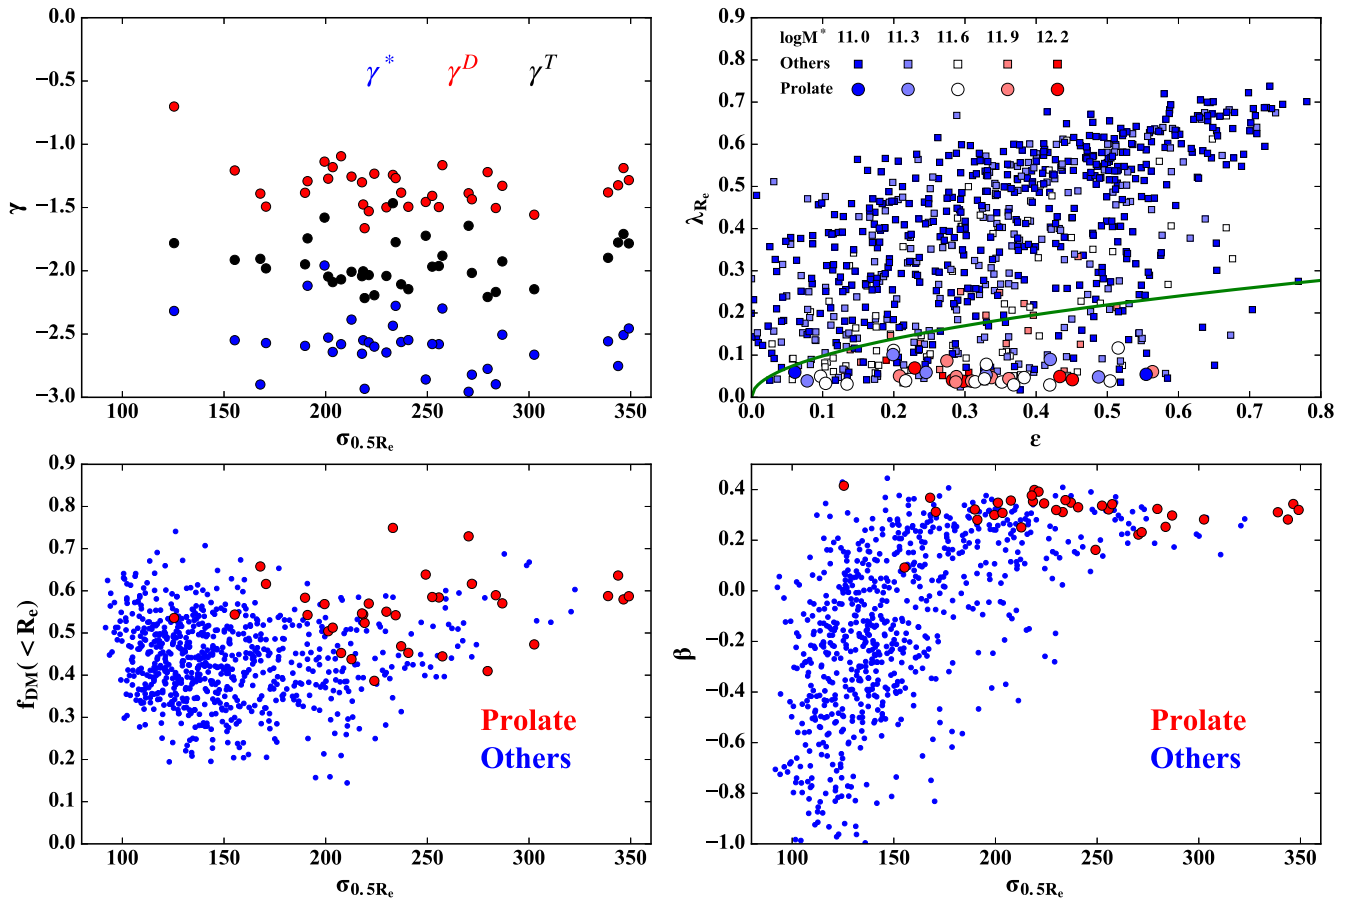 0.0
−0.5
−1.0
−1.5
−2.0
−2.5
−3.0
γ
γ* γD γT
100 150 200 250 300 350
σ0.5Re
0.9
0.8
0.7
0.6
0.5
0.4
0.3
0.2
0.1
0.0
λRe
logM* 11.0 11.3 11.6 11.9 12.2
Others
Prolate
0.0 0.1 0.2 0.3 0.4 0.5 0.6 0.7 0.8
ε
0.9
0.8
0.7
0.6
0.5
0.4
0.3
0.2
0.1
0.0
fDM(<Re)
Prolate
Others
100 150 200 250 300 350
σ0.5Re
0.4
0.2
0.0
−0.2
−0.4
−0.6
−0.8
−1.0
β
Prolate
Others
100 150 200 250 300 350
σ0.5Re